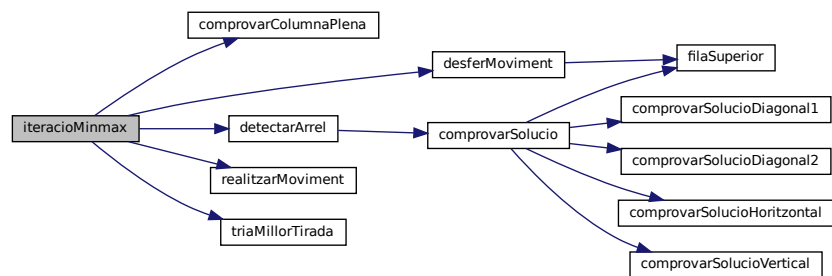 iteracioMinmax
comprovarColumnaPlena
desferMoviment
detectarArrel
realitzarMoviment
triaMillorTirada
comprovarSolucio
filaSuperior
comprovarSolucioDiagonal1
comprovarSolucioDiagonal2
comprovarSolucioHoritzontal
comprovarSolucioVertical